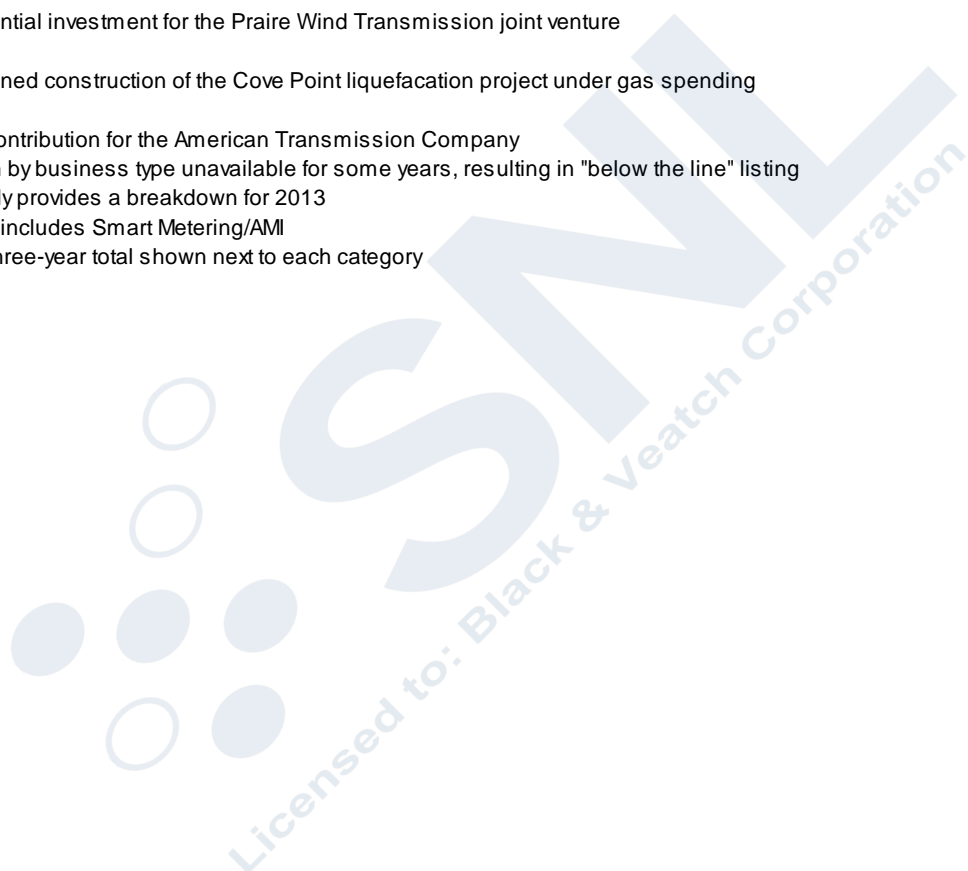 ntial investment for the Praire Wind Transmission joint venture
ned construction of the Cove Point liquefacation project under gas spending
ontribution for the American Transmission Company
n by business type unavailable for some years, resulting in "below the line" listing
ly provides a breakdown for 2013
includes Smart Metering/AMI
hree-year total shown next to each category
SNL
Licensed to: Black & Veatch Corporation